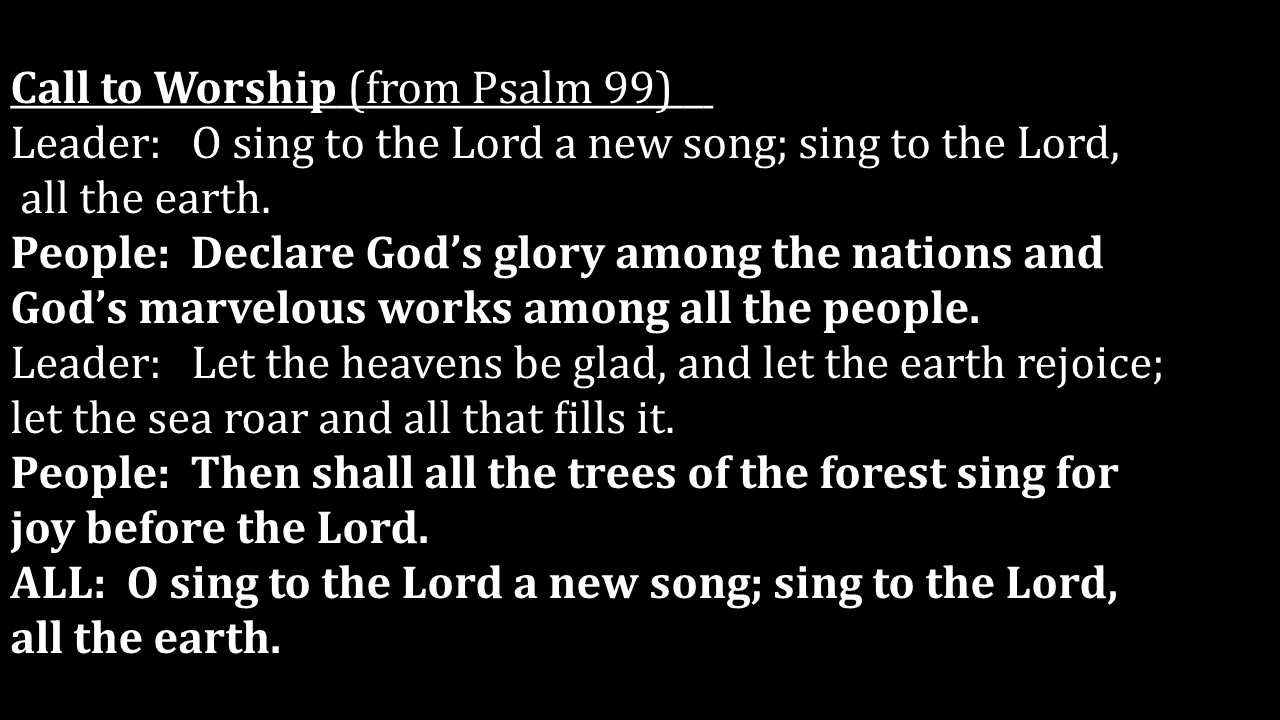 Call to Worship (from Psalm 99)
Leader:   O sing to the Lord a new song; sing to the Lord,
all the earth.
People:  Declare God’s glory among the nations and
God’s marvelous works among all the people.
Leader:   Let the heavens be glad, and let the earth rejoice;
let the sea roar and all that fills it.
People:  Then shall all the trees of the forest sing for
joy before the Lord.
ALL:  O sing to the Lord a new song; sing to the Lord,
all the earth.